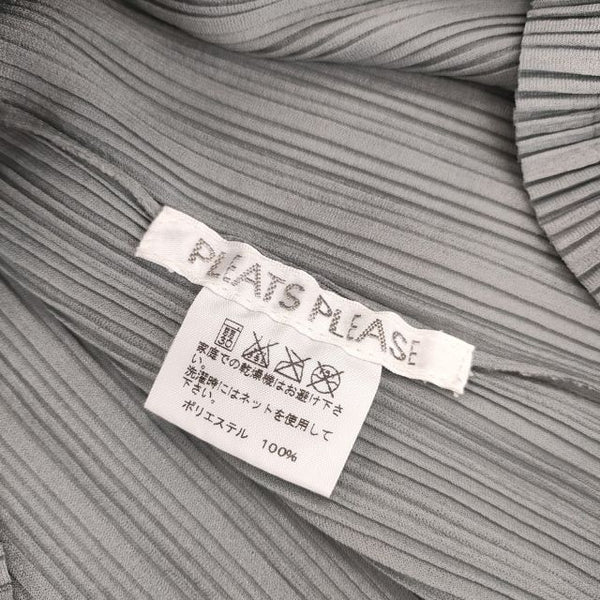 PLEATS PLEASE
家庭での乾燥機はお避け下さ
い。
洗濯時にはネットを使用して
下さい。
ポリエステル 100%